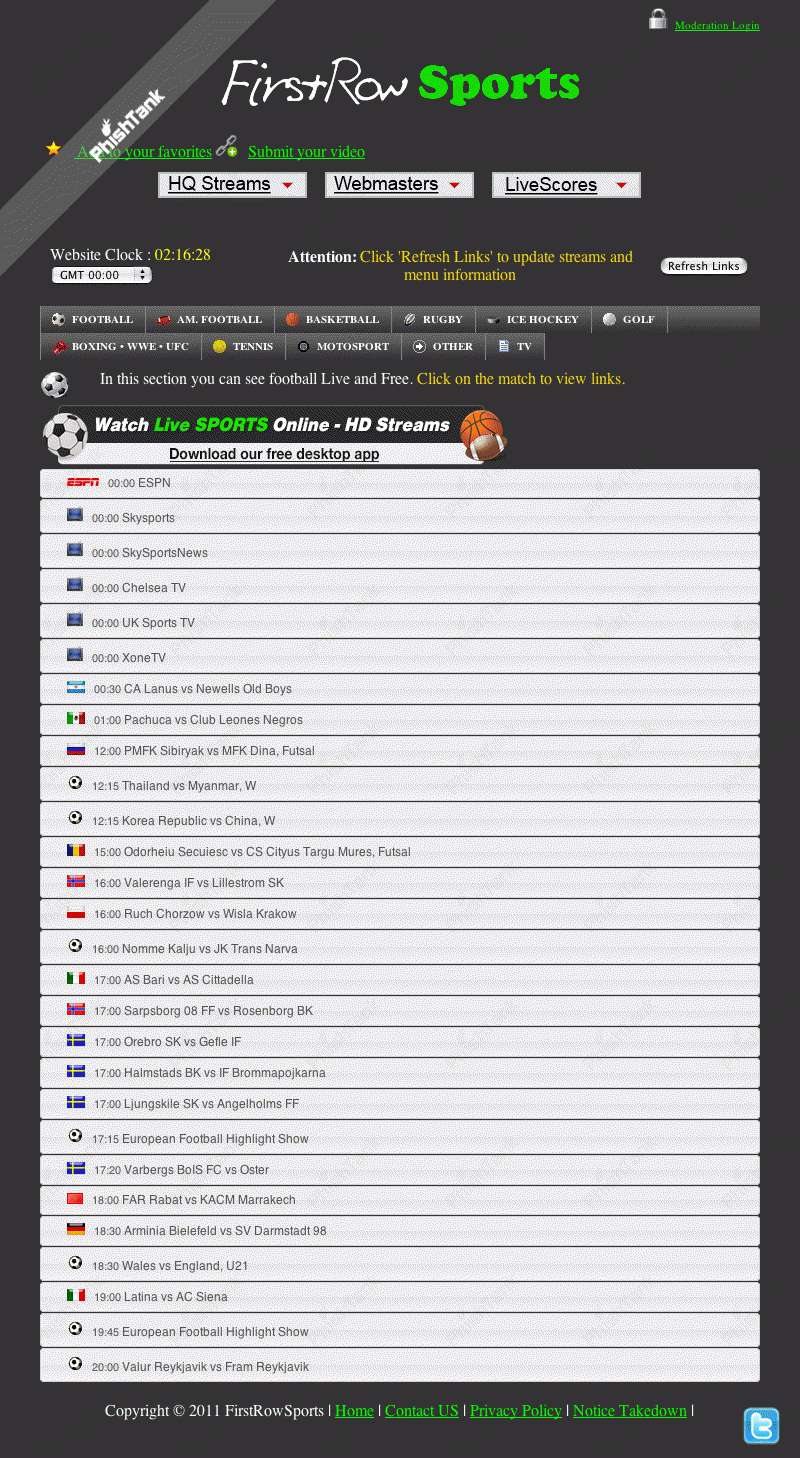 Moderation Login
FirstRow Sports
PhishTank
Add to your favorites Submit your video
HQ Streams Webmasters LiveScores
Website Clock : 02:16:28
GMT 00:00
Attention: Click 'Refresh Links' to update streams and
menu information
Refresh Links
FOOTBALL AM. FOOTBALL BASKETBALL RUGBY ICE HOCKEY GOLF
BOXING • WWE • UFC TENNIS MOTOSPORT OTHER TV
In this section you can see football Live and Free. Click on the match to view links.
Watch Live SPORTS Online - HD Streams
Download our free desktop app
ESPN 00:00 ESPN
00:00 Skysports
00:00 SkySportsNews
00:00 Chelsea TV
00:00 UK Sports TV
00:00 XoneTV
00:30 CA Lanus vs Newells Old Boys
01:00 Pachuca vs Club Leones Negros
12:00 PMFK Sibiryak vs MFK Dina, Futsal
12:15 Thailand vs Myanmar, W
12:15 Korea Republic vs China, W
15:00 Odorheiu Secuiesc vs CS Cityus Targu Mures, Futsal
16:00 Valerenga IF vs Lillestrom SK
16:00 Ruch Chorzow vs Wisla Krakow
16:00 Nomme Kalju vs JK Trans Narva
17:00 AS Bari vs AS Cittadella
17:00 Sarpsborg 08 FF vs Rosenborg BK
17:00 Orebro SK vs Gefle IF
17:00 Halmstads BK vs IF Brommapojkarna
17:00 Ljungskile SK vs Angelholms FF
17:15 European Football Highlight Show
17:20 Varbergs BoIS FC vs Oster
18:00 FAR Rabat vs KACM Marrakech
18:30 Arminia Bielefeld vs SV Darmstadt 98
18:30 Wales vs England, U21
19:00 Latina vs AC Siena
19:45 European Football Highlight Show
20:00 Valur Reykjavik vs Fram Reykjavik
Copyright © 2011 FirstRowSports | Home | Contact US | Privacy Policy | Notice Takedown |